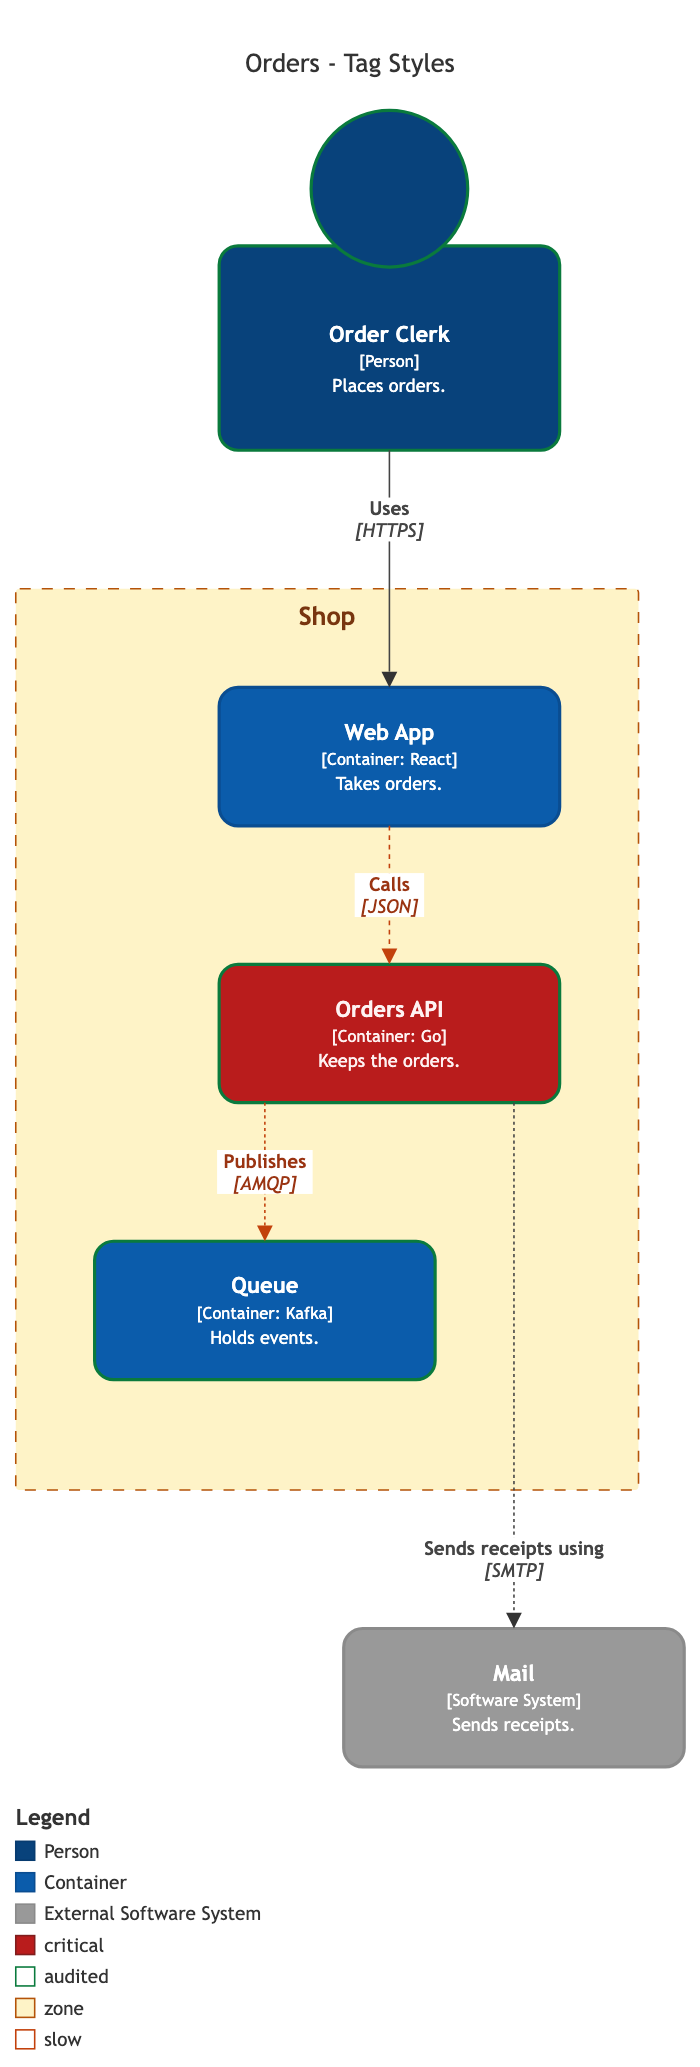 Orders - Tag Styles
Order Clerk
[Person]
Places orders.
Uses
[HTTPS]
Shop
Web App
[Container: React]
Takes orders.
Calls
[JSON]
Orders API
[Container: Go]
Keeps the orders.
Publishes
[AMQP]
Queue
[Container: Kafka]
Holds events.
Sends receipts using
[SMTP]
Mail
[Software System]
Sends receipts.
Legend
Person
Container
External Software System
critical
audited
zone
slow